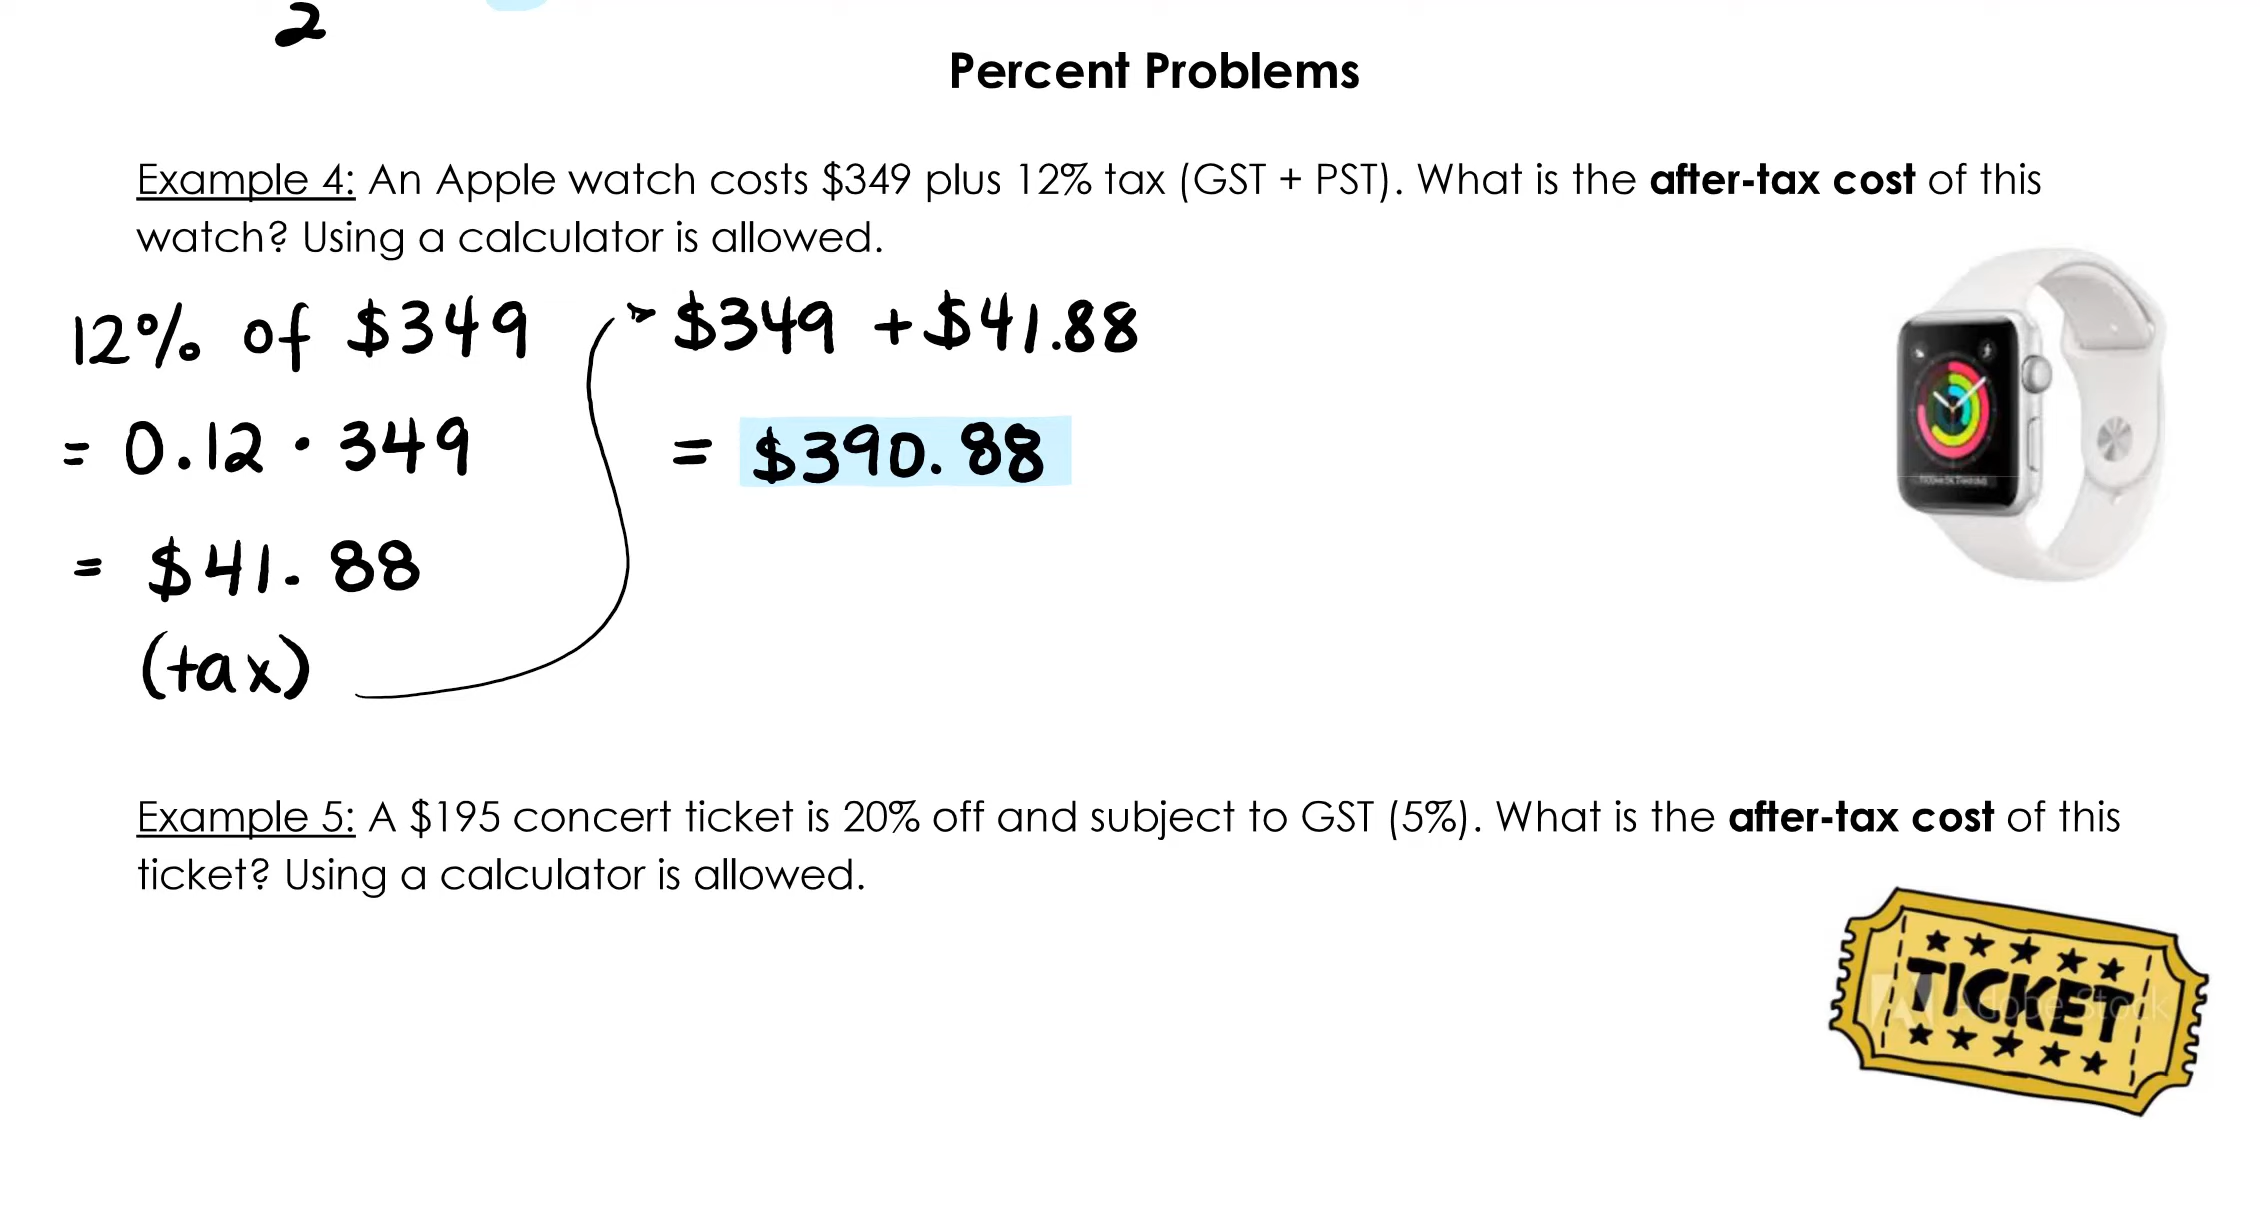 2
Percent Problems
Example 4: An Apple watch costs $349 plus 12% tax (GST + PST). What is the after-tax cost of this
watch? Using a calculator is allowed.
12% of $349
= 0.12 · 349
= $41.88
(tax)
$349 + $41.88
= $390.88
Example 5: A $195 concert ticket is 20% off and subject to GST (5%). What is the after-tax cost of this
ticket? Using a calculator is allowed.
TICKET
Adobe Stock